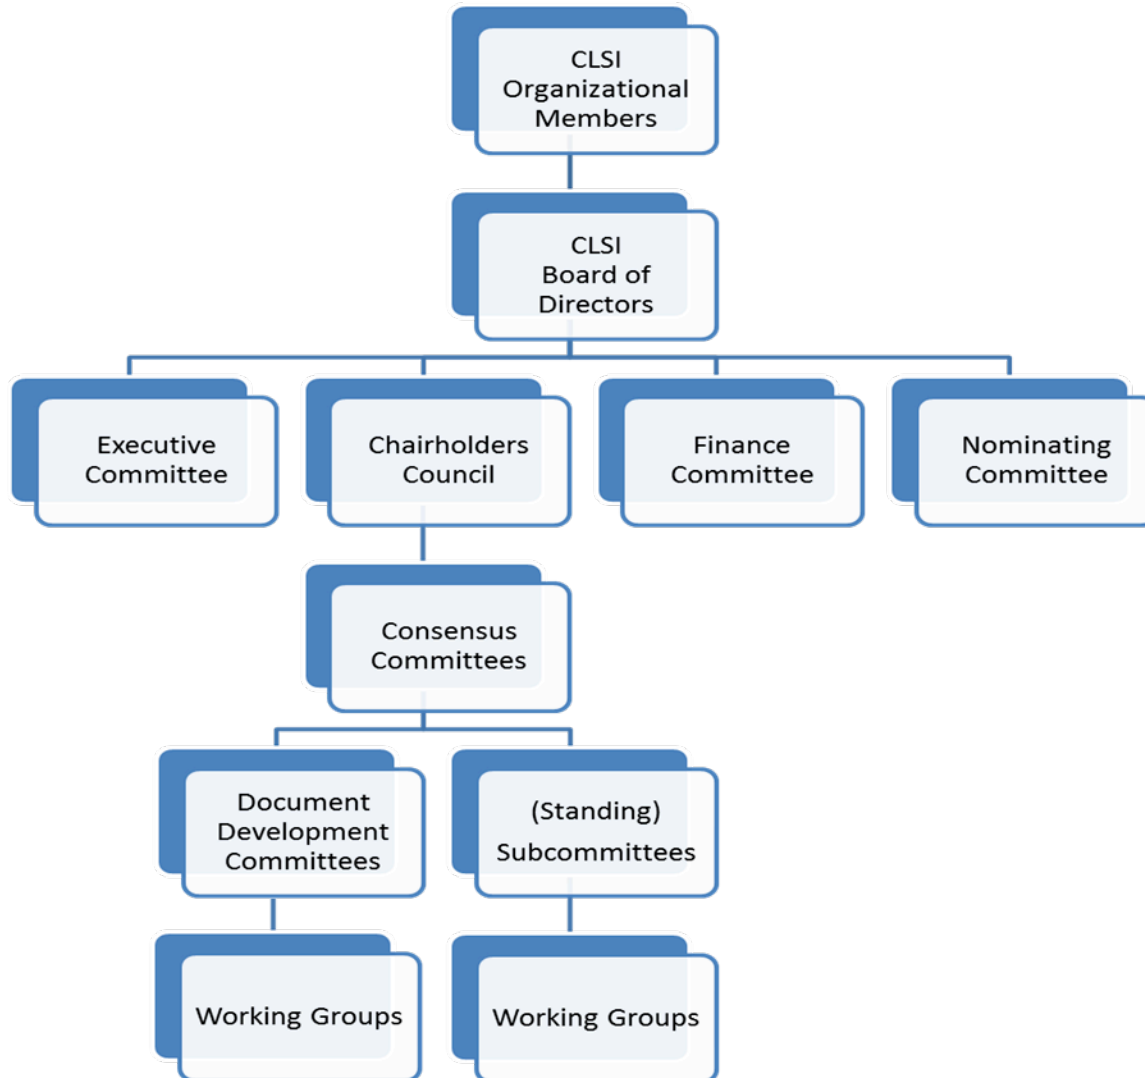 CLSI
Organizational
Members
CLSI
Board of
Directors
Executive
Committee
Chairholders
Council
Finance
Committee
Nominating
Committee
Consensus
Committees
Document
Development
Committees
(Standing)
Subcommittees
Working Groups
Working Groups